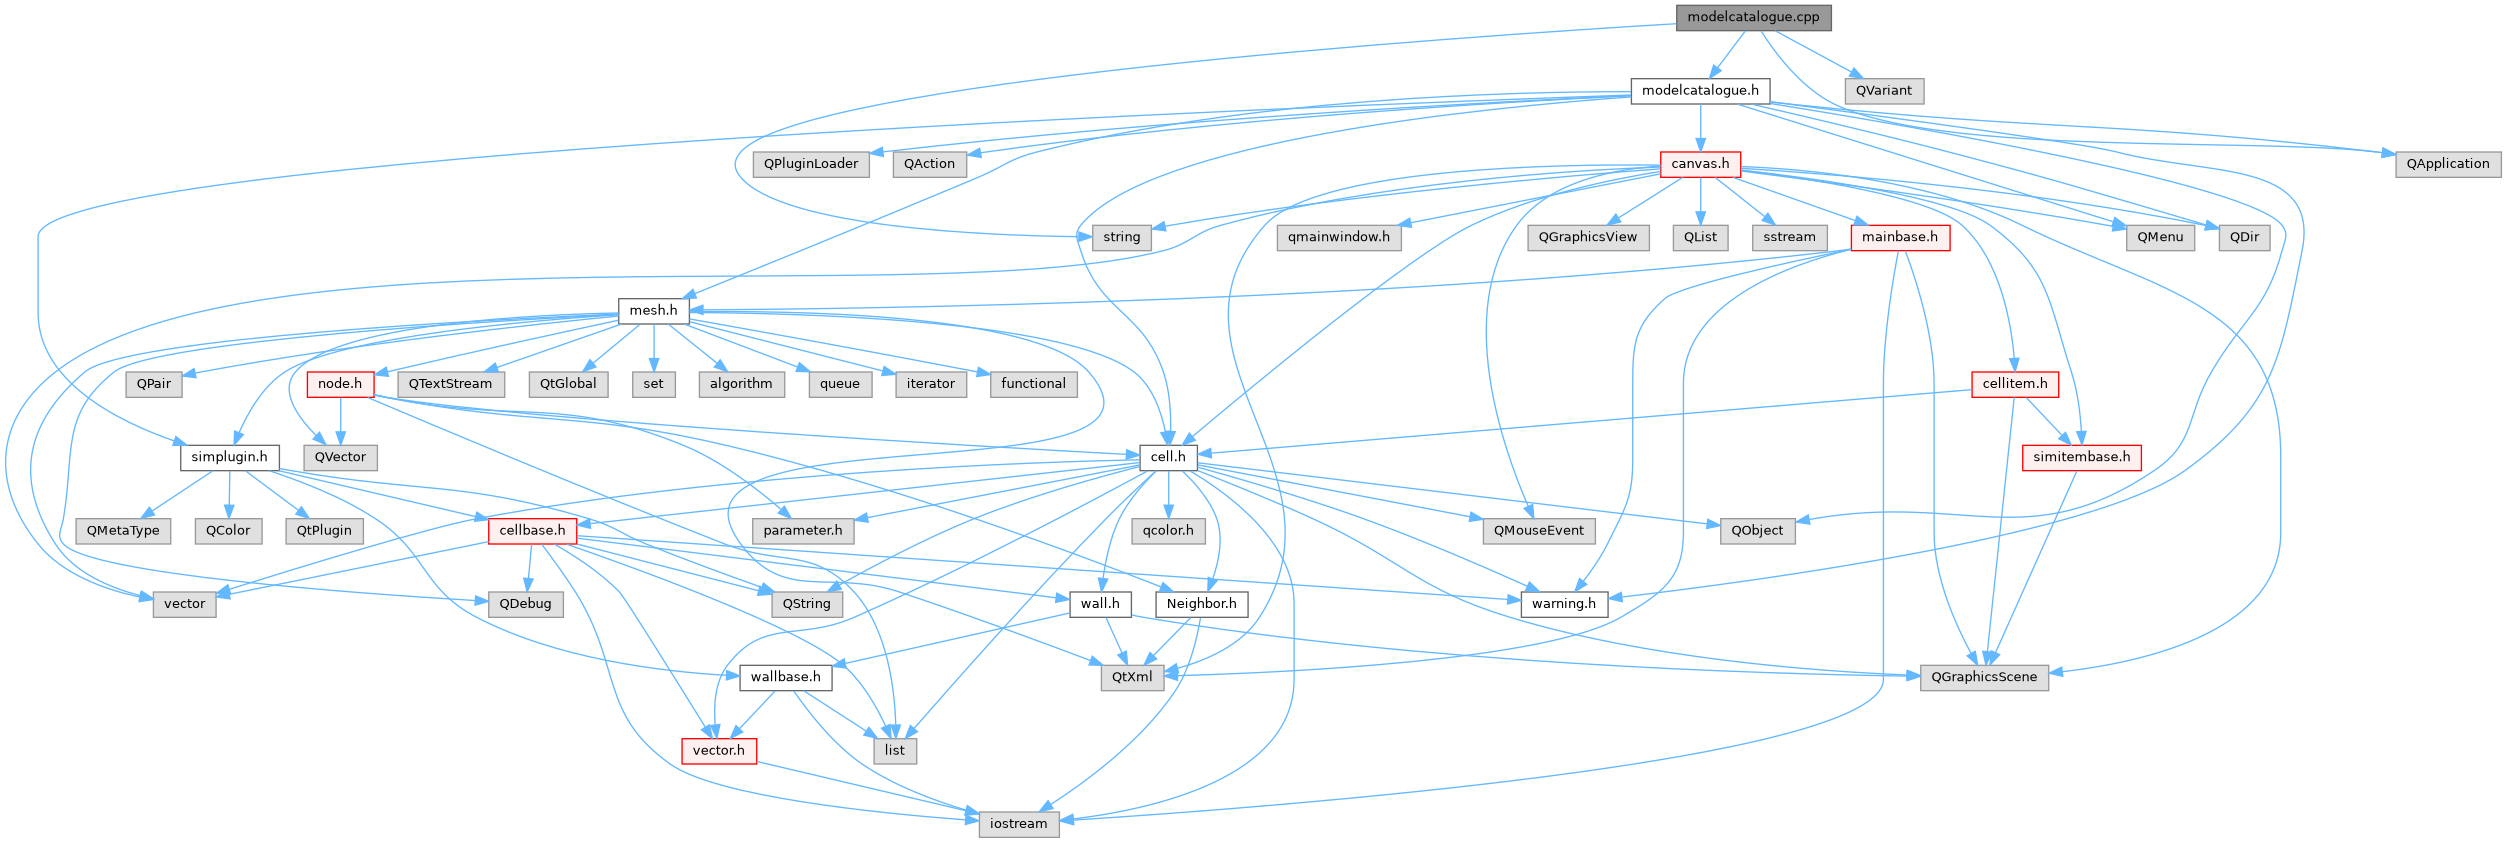 modelcatalogue.cpp
modelcatalogue.h
QVariant
QPluginLoader
QAction
canvas.h
QApplication
string
qmainwindow.h
QGraphicsView
QList
sstream
mainbase.h
QMenu
QDir
mesh.h
QPair
node.h
QTextStream
QtGlobal
set
algorithm
queue
iterator
functional
cellitem.h
simplugin.h
QVector
cell.h
simitembase.h
QMetaType
QColor
QtPlugin
cellbase.h
parameter.h
qcolor.h
QMouseEvent
QObject
vector
QDebug
QString
wall.h
Neighbor.h
warning.h
wallbase.h
QtXml
QGraphicsScene
vector.h
list
iostream